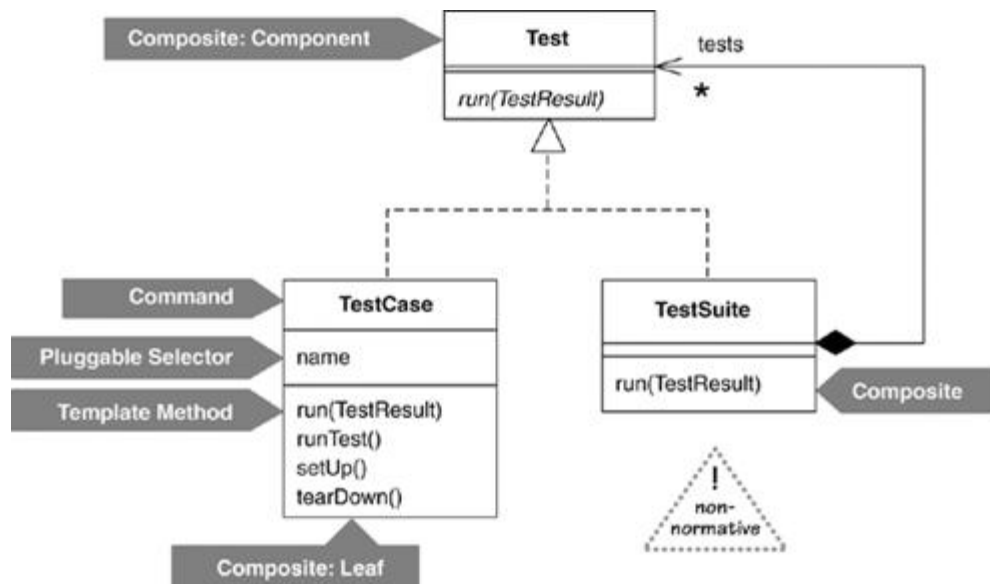 Composite: Component
Test
tests
*
run(TestResult)
Command
TestCase
TestSuite
Pluggable Selector
name
run(TestResult)
Composite
Template Method
run(TestResult)
runTest()
setUp()
tearDown()
!
non-
normative
Composite: Leaf